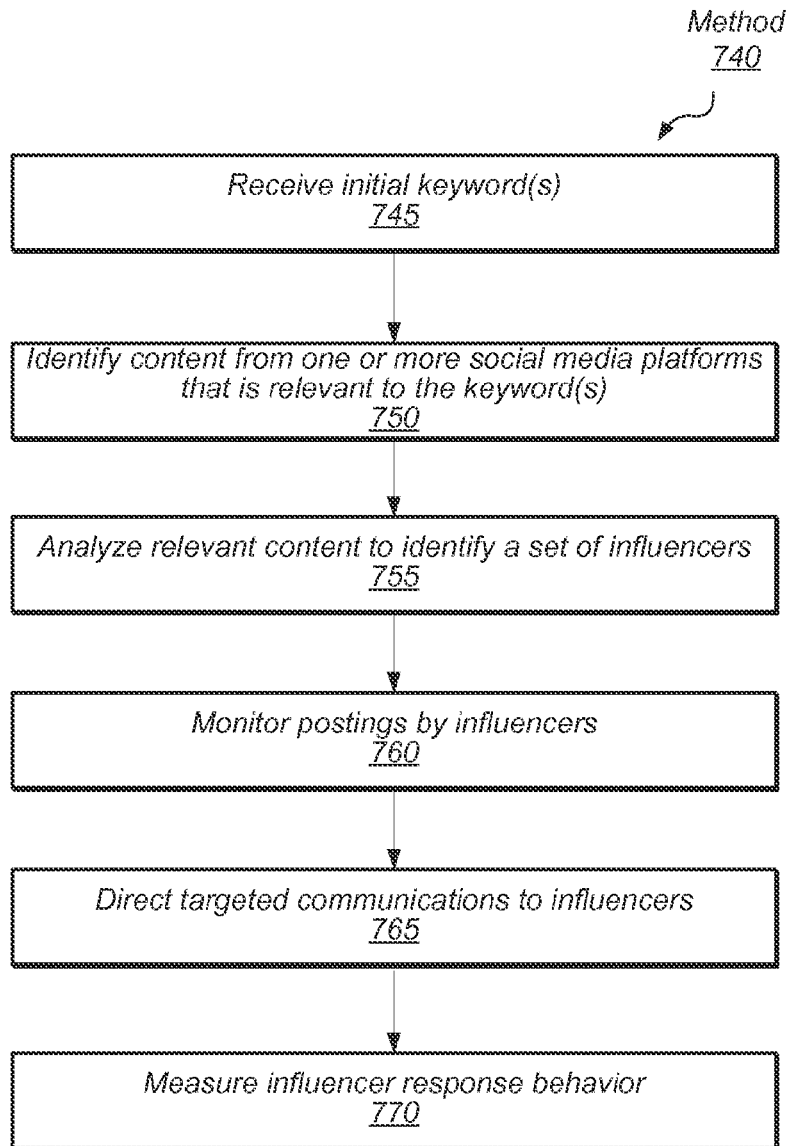 Method
740
Receive initial keyword(s)
745
Identify content from one or more social media platforms
that is relevant to the keyword(s)
750
Analyze relevant content to identify a set of influencers
755
Monitor postings by influencers
760
Direct targeted communications to influencers
765
Measure influencer response behavior
770